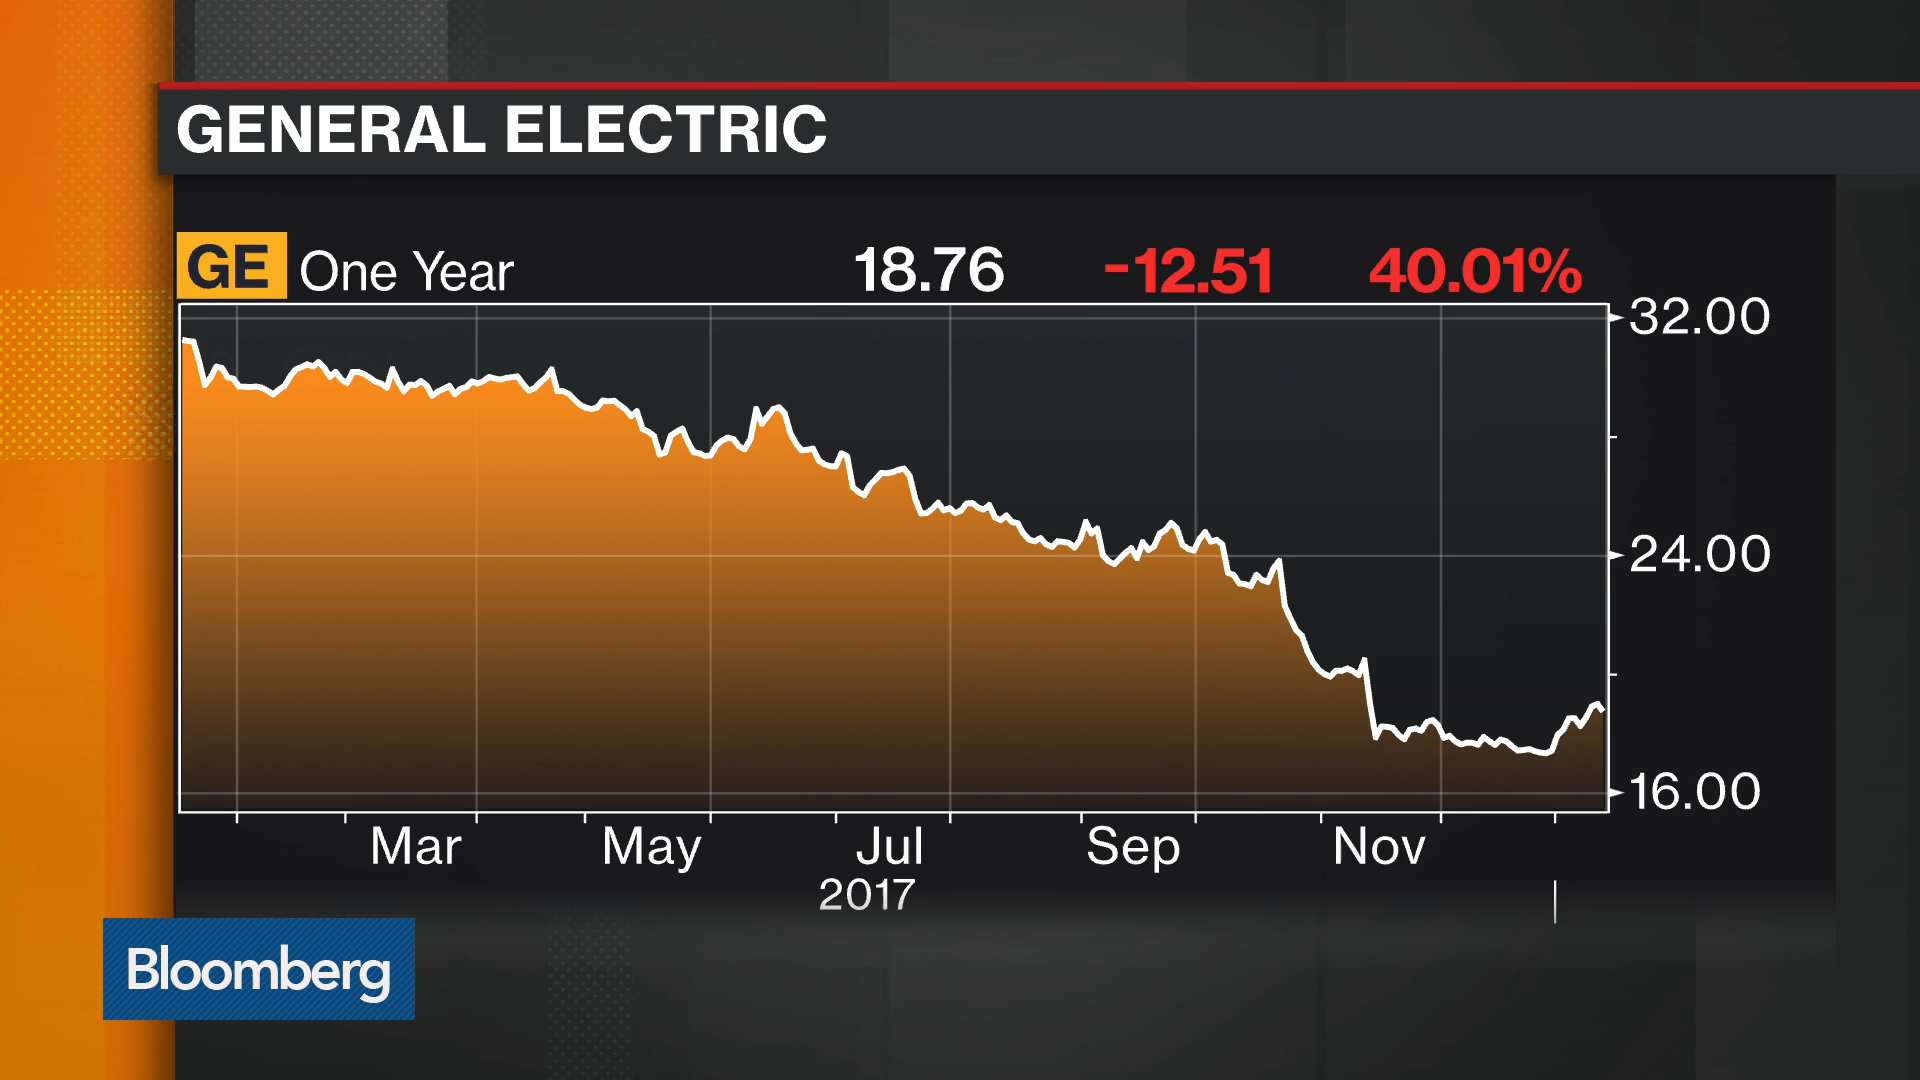 GENERAL ELECTRIC
GE One Year 18.76 -12.51 40.01%
32.00
24.00
16.00
Mar May Jul Sep Nov
2017
Bloomberg